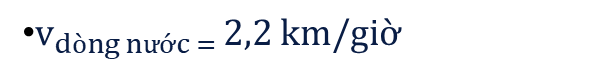 •v dòng nước = 2,2 km/giờ